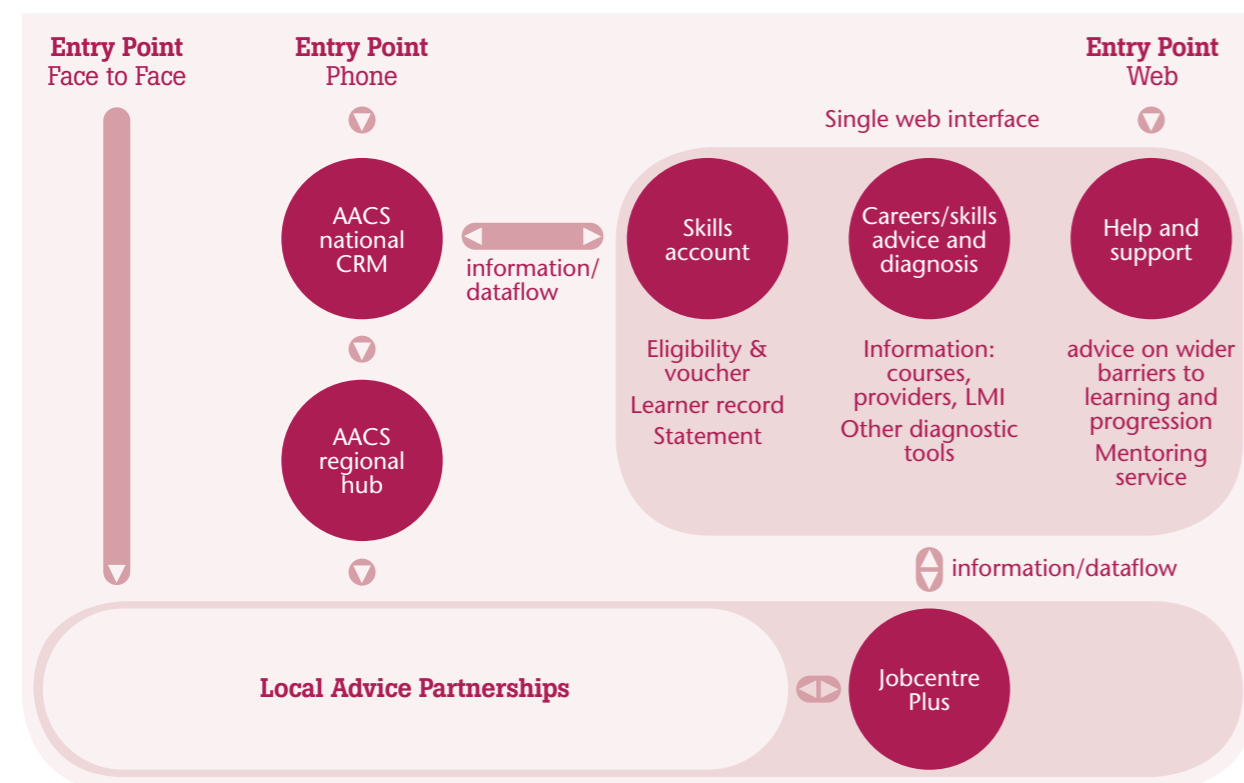 Entry Point
Face to Face
Entry Point
Phone
Entry Point
Web
Single web interface
AACS
national
CRM
information/
dataflow
Skills
account
Careers/skills
advice and
diagnosis
Help and
support
Eligibility &
voucher
Learner record
Statement
Information:
courses,
providers, LMI
Other diagnostic
tools
advice on wider
barriers to
learning and
progression
Mentoring
service
AACS
regional
hub
information/dataflow
Local Advice Partnerships
Jobcentre
Plus